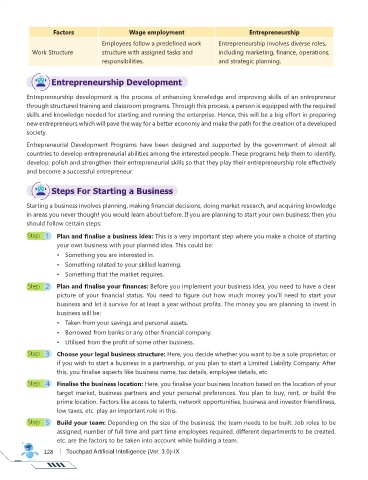 Factors Wage employment Entrepreneurship
Work Structure
Employees follow a predefined work
structure with assigned tasks and
responsibilities.
Entrepreneurship involves diverse roles,
including marketing, finance, operations,
and strategic planning.
Entrepreneurship Development
Entrepreneurship development is the process of enhancing knowledge and improving skills of an entrepreneur
through structured training and classroom programs. Through this process, a person is equipped with the required
skills and knowledge needed for starting and running the enterprise. Hence, this will be a big effort in preparing
new entrepreneurs which will pave the way for a better economy and make the path for the creation of a developed
society.
Entrepreneurial Development Programs have been designed and supported by the government of almost all
countries to develop entrepreneurial abilities among the interested people. These programs help them to identify,
develop, polish and strengthen their entrepreneurial skills so that they play their entrepreneurship role effectively
and become a successful entrepreneur.
Steps For Starting a Business
Starting a business involves planning, making financial decisions, doing market research, and acquiring knowledge
in areas you never thought you would learn about before. If you are planning to start your own business, then you
should follow certain steps:
Step 1 Plan and finalise a business idea: This is a very important step where you make a choice of starting
your own business with your planned idea. This could be:
• Something you are interested in.
• Something related to your skilled learning.
• Something that the market requires.
Step 2 Plan and finalise your finances: Before you implement your business idea, you need to have a clear
picture of your financial status. You need to figure out how much money you'll need to start your
business and let it survive for at least a year without profits. The money you are planning to invest in
business will be:
• Taken from your savings and personal assets.
• Borrowed from banks or any other financial company.
• Utilised from the profit of some other business.
Step 3 Choose your legal business structure: Here, you decide whether you want to be a sole proprietor, or
if you wish to start a business in a partnership, or you plan to start a Limited Liability Company. After
this, you finalise aspects like business name, tax details, employee details, etc.
Step 4 Finalise the business location: Here, you finalise your business location based on the location of your
target market, business partners and your personal preferences. You plan to buy, rent, or build the
prime location. Factors like access to talents, network opportunities, business and investor friendliness,
low taxes, etc. play an important role in this.
Step 5 Build your team: Depending on the size of the business, the team needs to be built. Job roles to be
assigned, number of full time and part time employees required, different departments to be created,
etc. are the factors to be taken into account while building a team.
128 | Touchpad Artificial Intelligence (Ver. 3.0)-IX